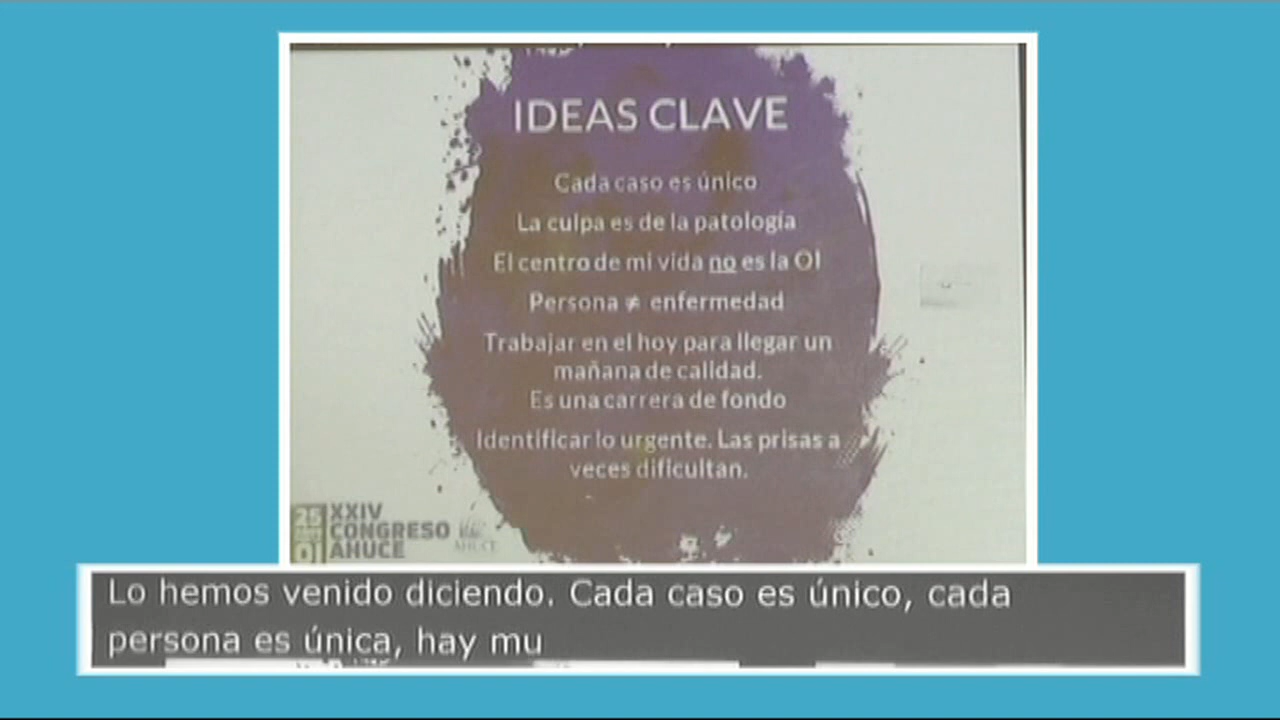 IDEAS CLAVE
Cada caso es único
La culpa es de la patología
El centro de mi vida no es la OI
Persona ≠ enfermedad
Trabajar en el hoy para llegar un
mañana de calidad.
Es una carrera de fondo
Identificar lo urgente. Las prisas a
veces dificultan.
25
OI
XXIV
CONGRESO
AHUCE
AHUCE
Lo hemos venido diciendo. Cada caso es único, cada
persona es única, hay mu